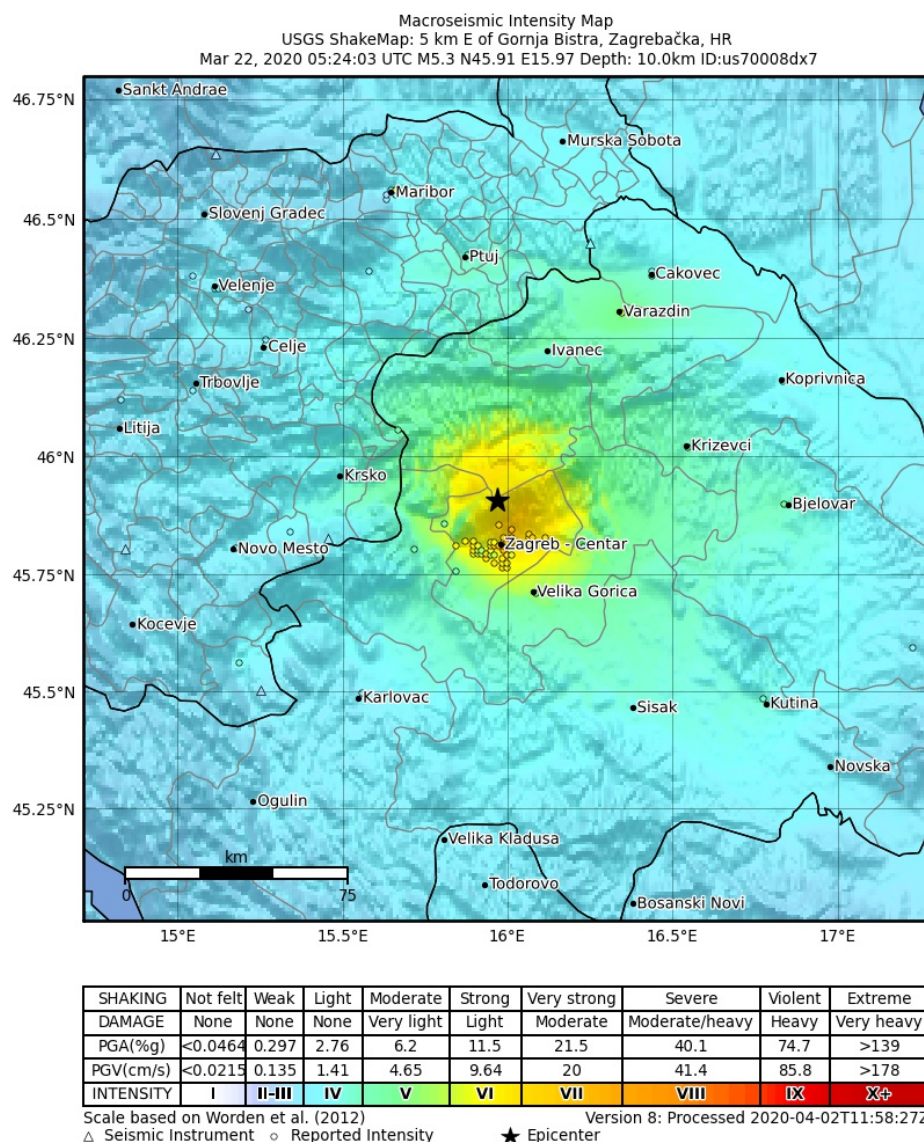 Macroseismic Intensity Map
USGS ShakeMap: 5 km E of Gornja Bistra, Zagrebačka, HR
Mar 22, 2020 05:24:03 UTC M5.3 N45.91 E15.97 Depth: 10.0km ID:us70008dx7
46.75°N
Sankt Andrae
Murska Sobota
Maribor
46.5°N
Slovenj Gradec
Ptuj
Cakovec
Velenje
Varazdin
46.25°N
Celje
Ivanec
Trbovlje
Koprivnica
Litija
46°N
Krizevci
Krsko
Bjelovar
Novo Mesto
Zagreb - Centar
45.75°N
Velika Gorica
Kocevje
45.5°N
Karlovac
Sisak
Kutina
Novska
45.25°N
Ogulin
Velika Kladusa
km
0 75
Todorovo
Bosanski Novi
15°E 15.5°E 16°E 16.5°E 17°E
SHAKING Not felt Weak Light Moderate Strong Very strong Severe Violent Extreme
DAMAGE None None None Very light Light Moderate Moderate/heavy Heavy Very heavy
PGA(%g) <0.0464 0.297 2.76 6.2 11.5 21.5 40.1 74.7 >139
PGV(cm/s) <0.0215 0.135 1.41 4.65 9.64 20 41.4 85.8 >178
INTENSITY I II-III IV V VI VII VIII IX X+
Scale based on Worden et al. (2012) Version 8: Processed 2020-04-02T11:58:27Z
△ Seismic Instrument ○ Reported Intensity ★ Epicenter